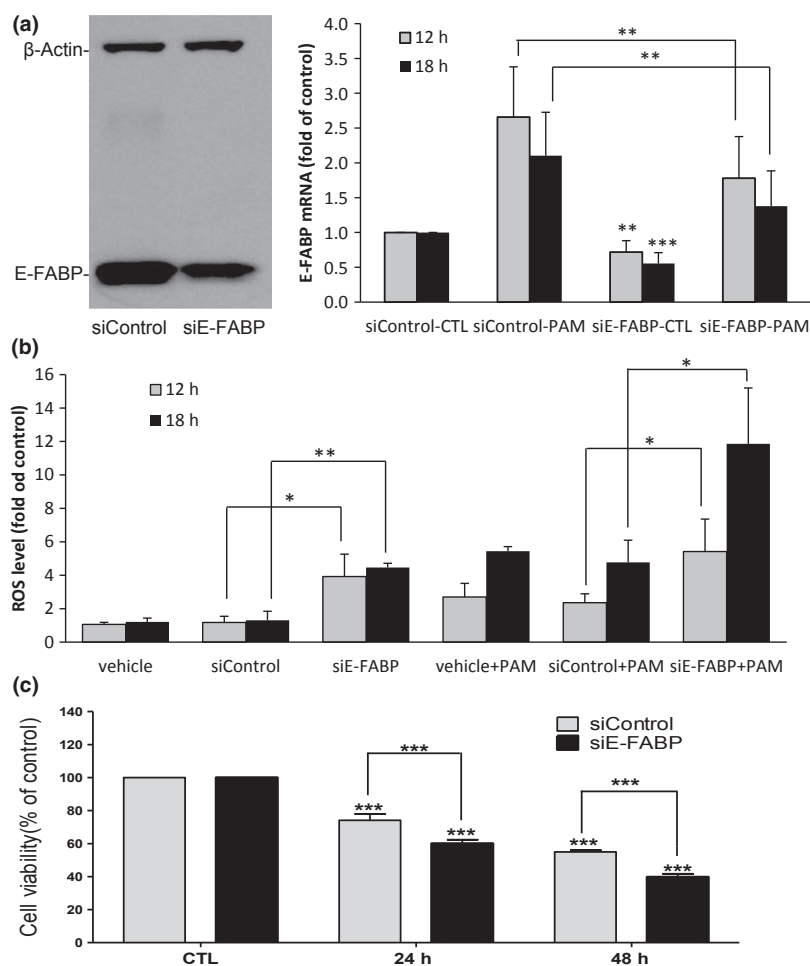 (a)
β-Actin-
E-FABP-
siControl siE-FABP
E-FABP mRNA (fold of control)
4.0
3.5
3.0
2.5
2.0
1.5
1.0
0.5
0.0
12 h
18 h
**
**
** ***
siControl-CTL siControl-PAM siE-FABP-CTL siE-FABP-PAM
(b)
ROS level (fold od control)
16
14
12
10
8
6
4
2
0
12 h
18 h
*
**
*
*
vehicle siControl siE-FABP vehicle+PAM siControl+PAM siE-FABP+PAM
(c)
Cell viability(% of control)
140
120
100
80
60
40
20
0
siControl
siE-FABP
***
***
*** ***
*** ***
CTL 24 h 48 h